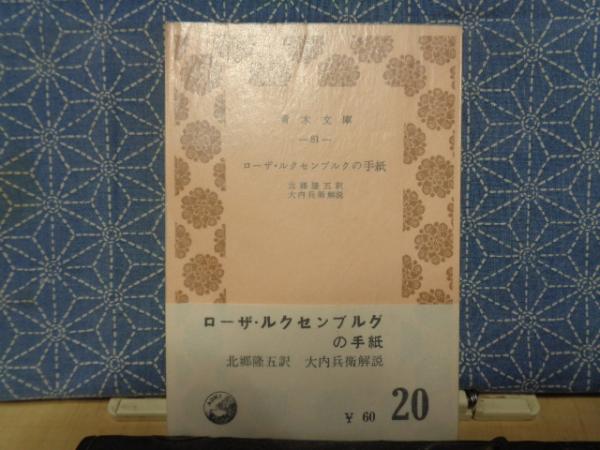 青木文庫
—81—
ローザ・ルクセンブルクの手紙
北郷隆五訳
大内兵衛解説
ローザ・ルクセンブルグ
の手紙
北郷隆五訳 大内兵衛解説
¥ 60
20